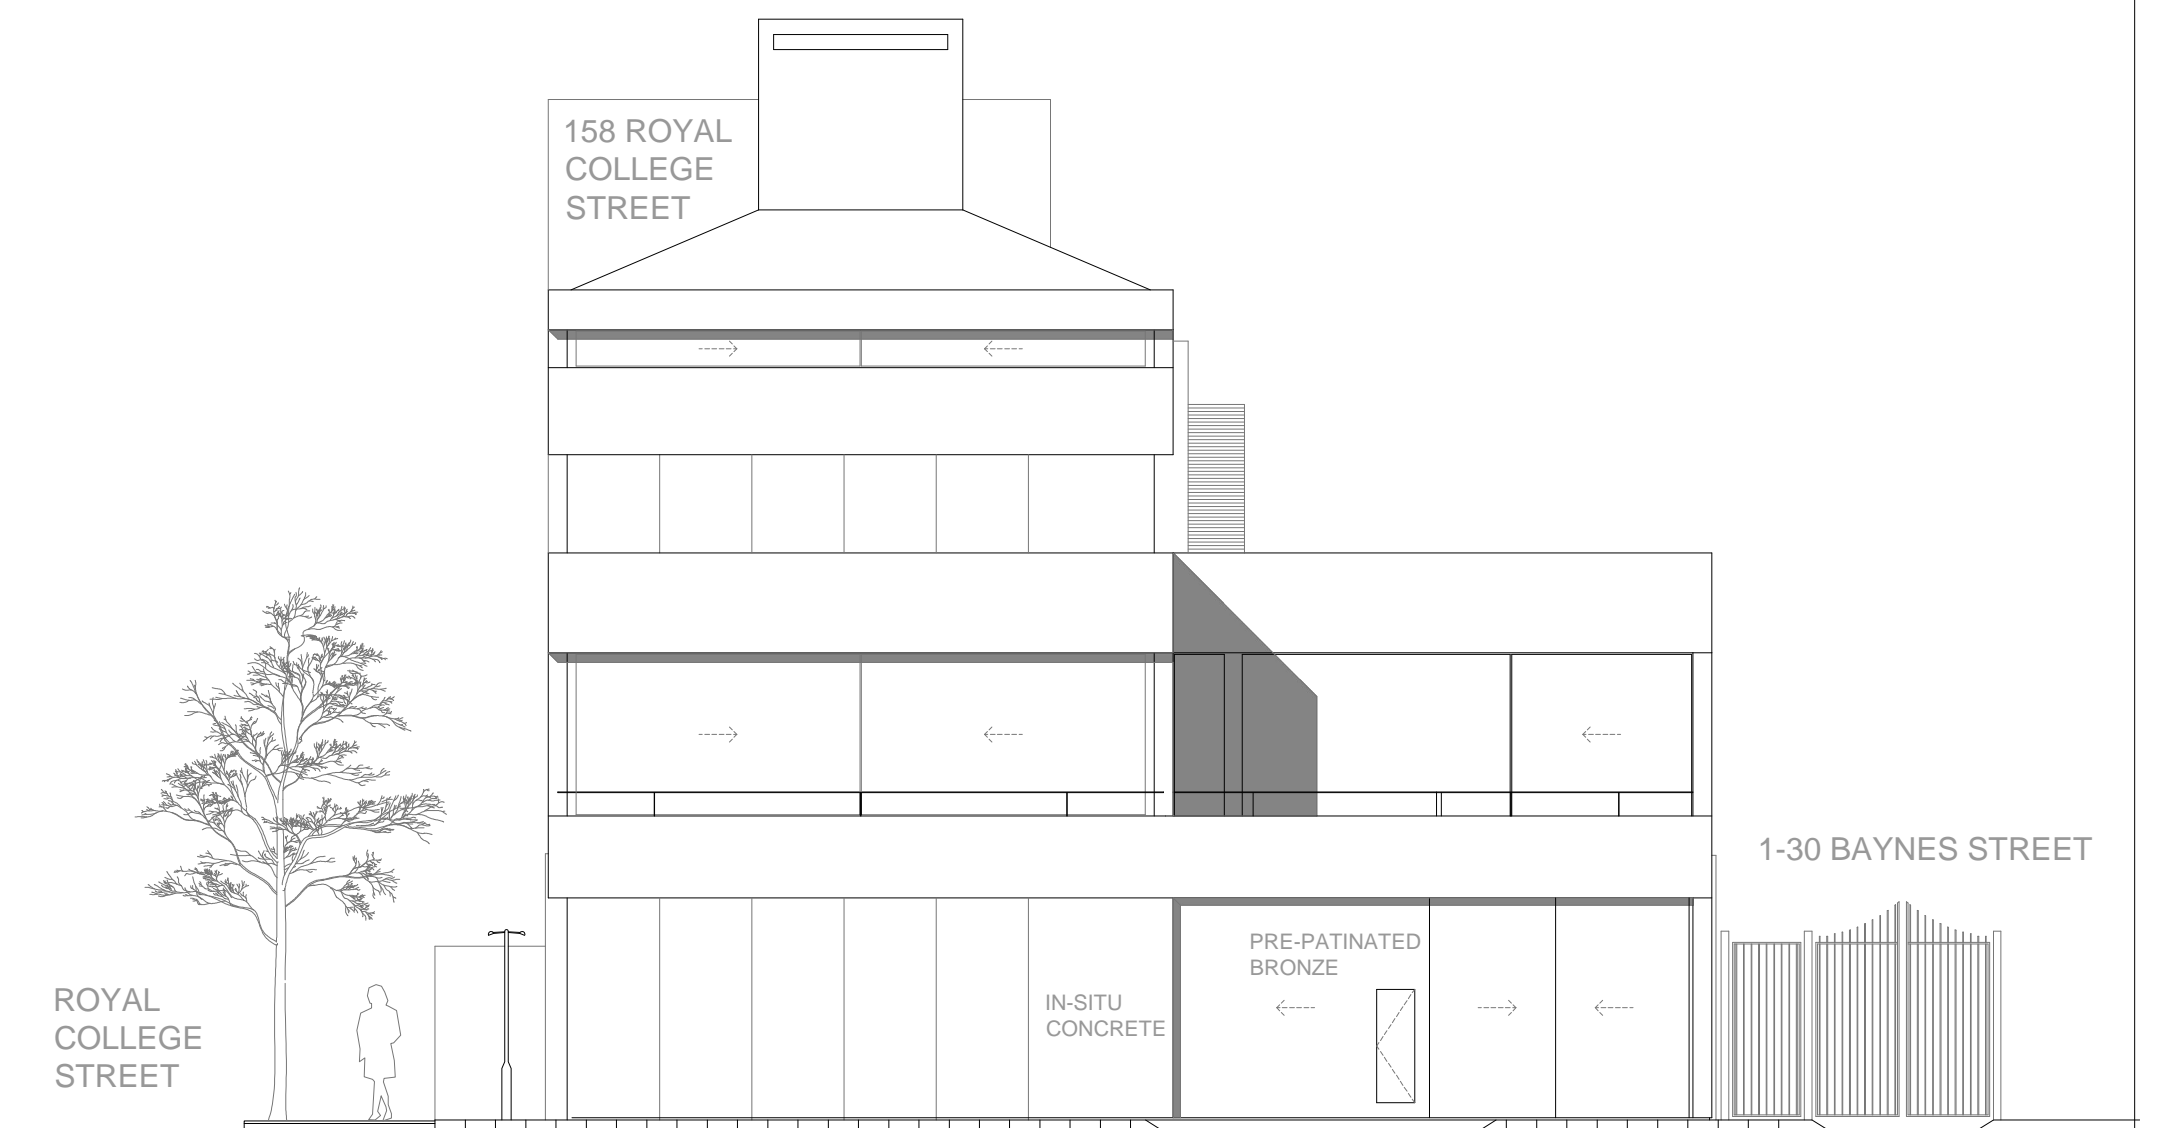 158 ROYAL
COLLEGE
STREET
1-30 BAYNES STREET
PRE-PATINATED
BRONZE
IN-SITU
CONCRETE
ROYAL
COLLEGE
STREET